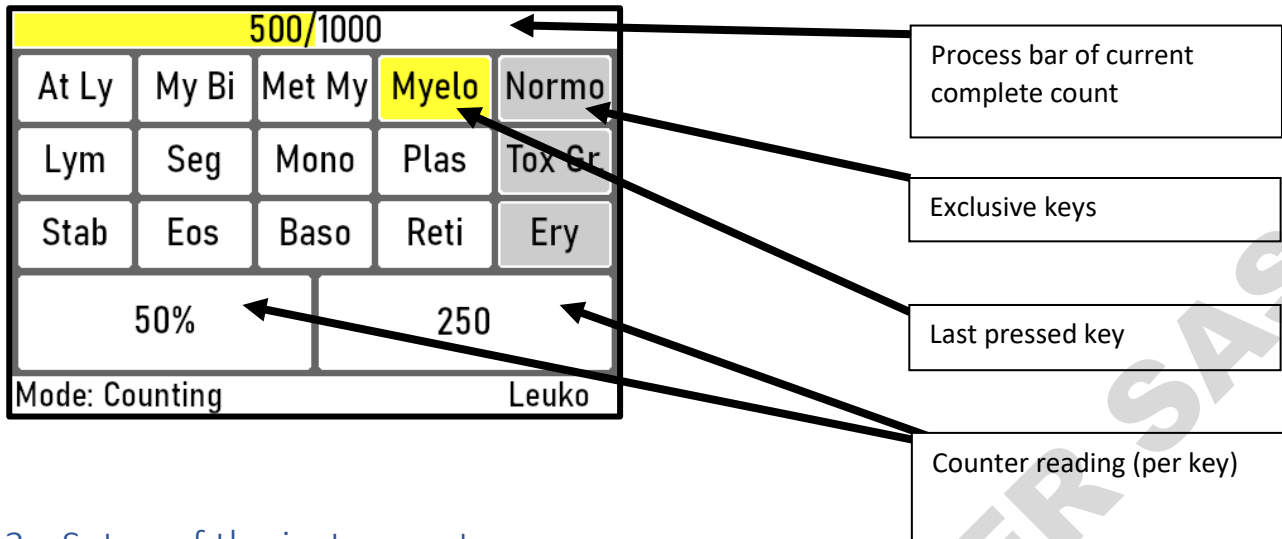 500/1000
At Ly My Bi Met My Myelo Normo
Lym Seg Mono Plas Tox Gr.
Stab Eos Baso Reti Ery
50% 250
Mode: Counting Leuko
Process bar of current
complete count
Exclusive keys
Last pressed key
Counter reading (per key)